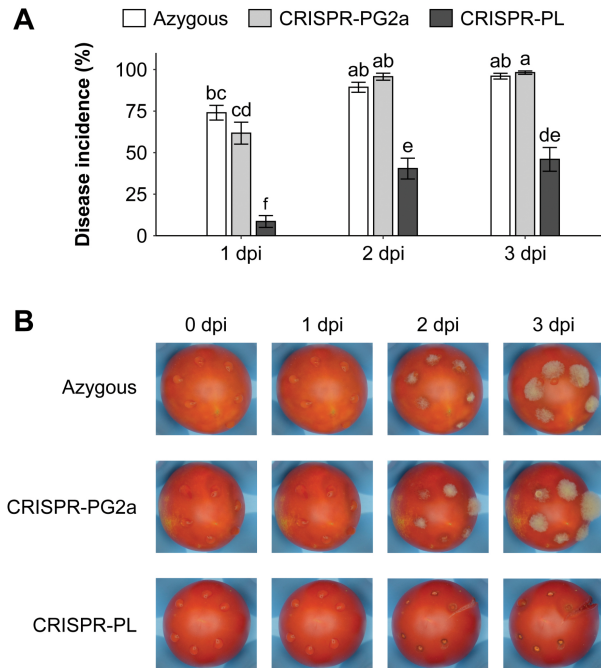 A
Azygous CRISPR-PG2a CRISPR-PL
Disease incidence (%)
100
75
50
25
0
bc cd f
ab ab e
ab a de
1 dpi 2 dpi 3 dpi
B
0 dpi 1 dpi 2 dpi 3 dpi
Azygous
CRISPR-PG2a
CRISPR-PL